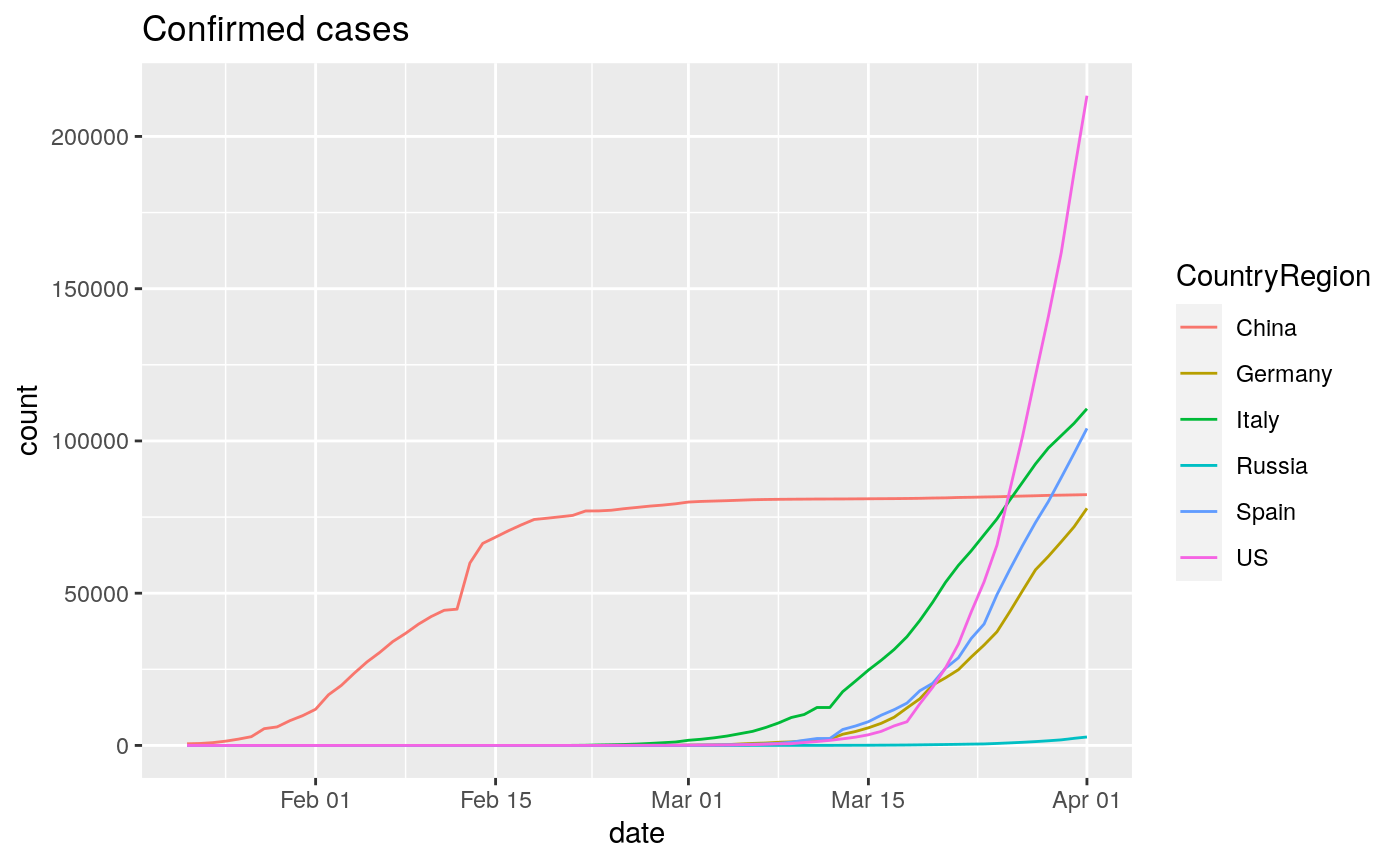 Confirmed cases
200000
150000
100000
50000
0
count
Feb 01
Feb 15
Mar 01
Mar 15
Apr 01
date
CountryRegion
China
Germany
Italy
Russia
Spain
US